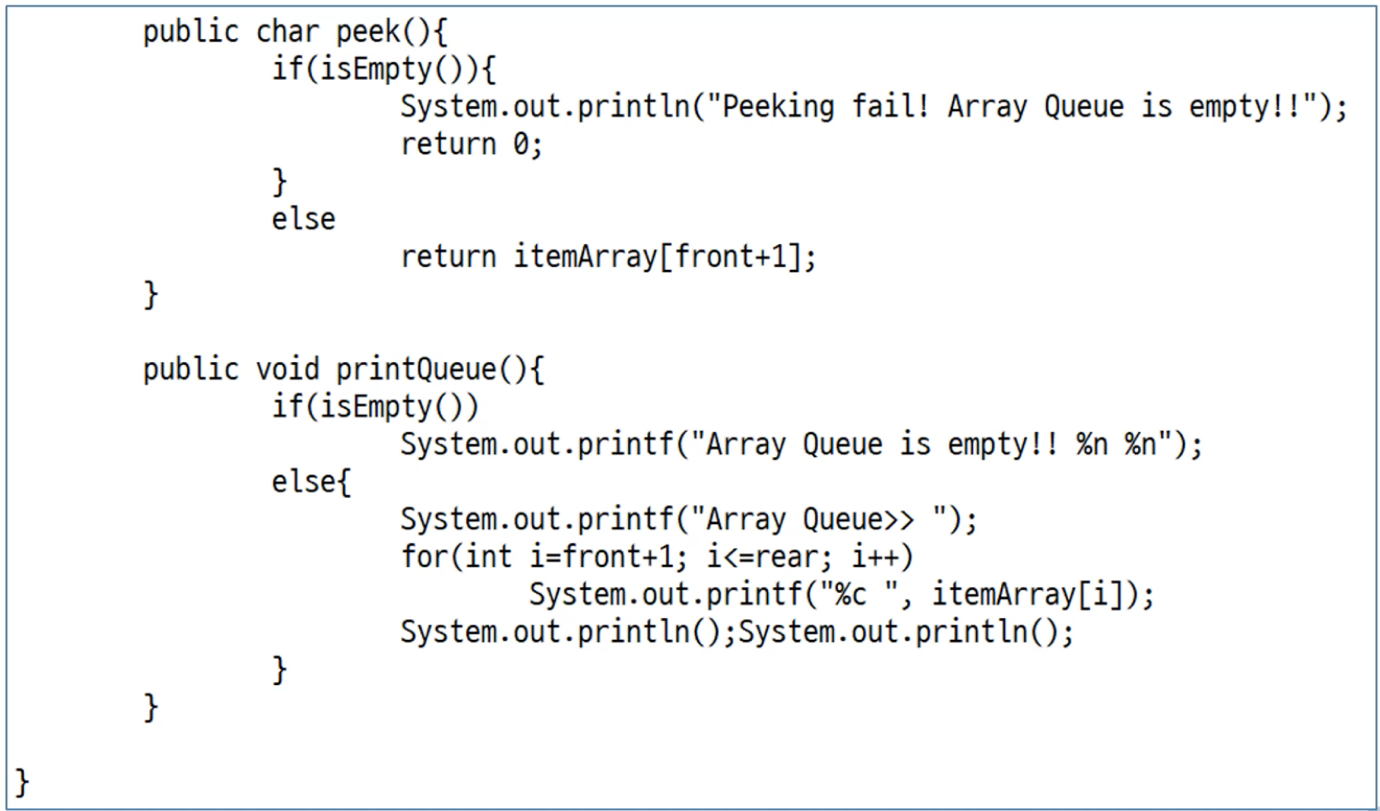 public char peek(){
if(isEmpty()){
System.out.println("Peeking fail! Array Queue is empty!!");
return 0;
}
else
return itemArray[front+1];
}
public void printQueue(){
if(isEmpty())
System.out.printf("Array Queue is empty!! %n %n");
else{
System.out.printf("Array Queue>> ");
for(int i=front+1; i<=rear; i++)
System.out.printf("%c ", itemArray[i]);
System.out.println();System.out.println();
}
}
}